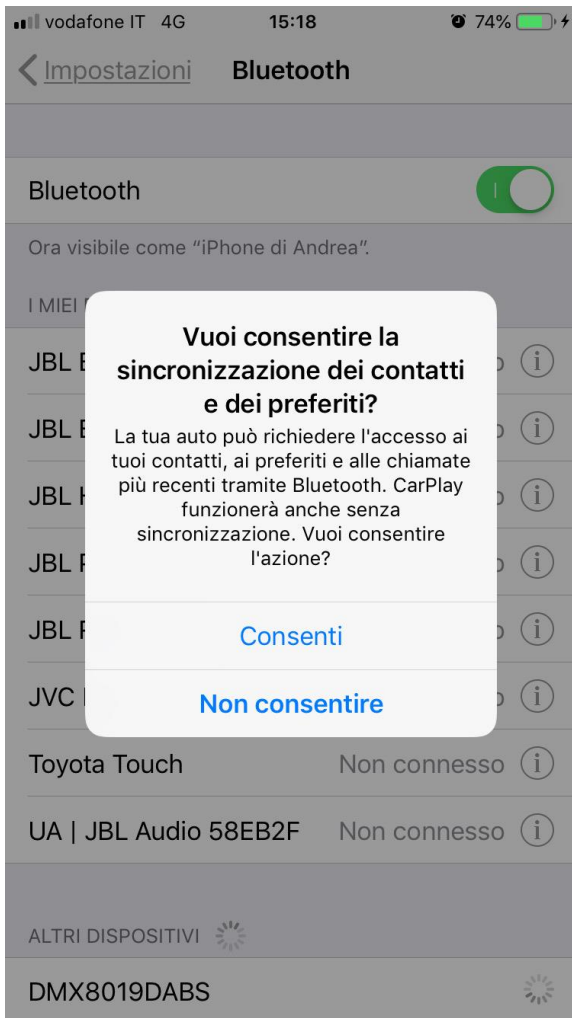 vodafone IT 4G 15:18 74%
Impostazioni Bluetooth
Bluetooth
Ora visibile come “iPhone di Andrea”.
I MIEI
Vuoi consentire la
sincronizzazione dei contatti
e dei preferiti?
La tua auto può richiedere l'accesso ai
tuoi contatti, ai preferiti e alle chiamate
più recenti tramite Bluetooth. CarPlay
funzionerà anche senza
sincronizzazione. Vuoi consentire
l'azione?
Consenti
Non consentire
JBL
JBL
JBL
JBL
JBL
JVC
Toyota Touch Non connesso
UA | JBL Audio 58EB2F Non connesso
ALTRI DISPOSITIVI
DMX8019DABS